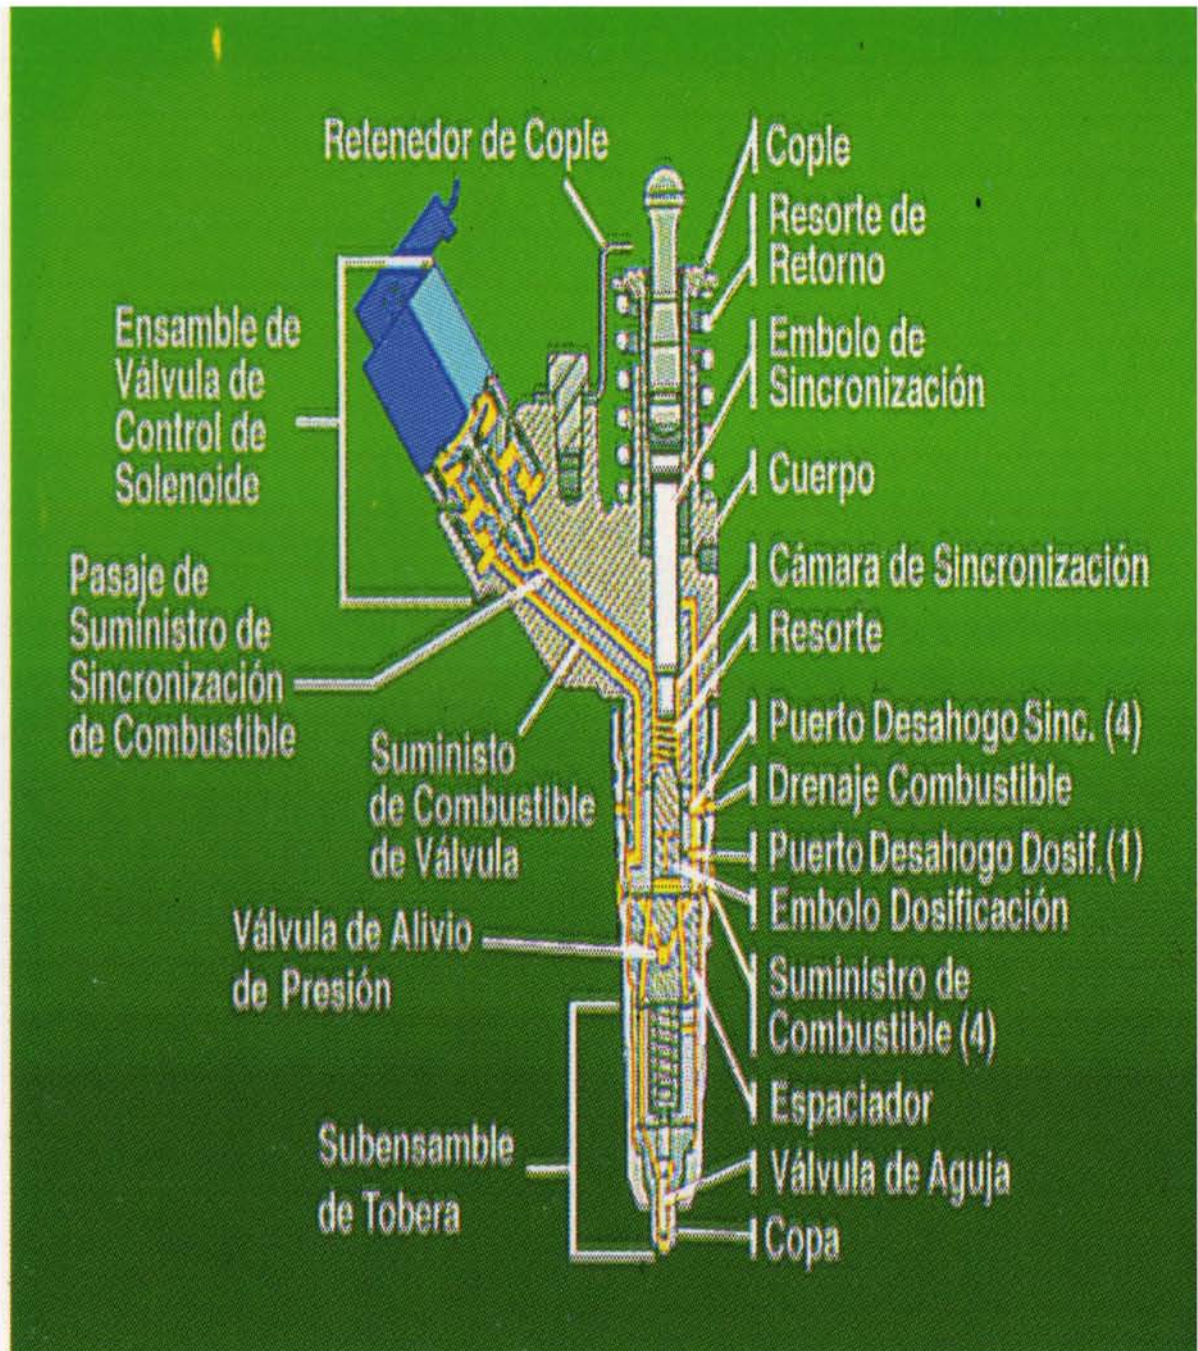 Retenedor de Cople
Cople
Resorte de
Retorno
Ensamble de
Válvula de
Control de
Solenoide
Embolo de
Sincronización
Cuerpo
Pasaje de
Suministro de
Sincronización
de Combustible
Cámara de Sincronización
Resorte
Suministo
de Combustible
de Válvula
Puerto Desahogo Sinc. (4)
Drenaje Combustible
Puerto Desahogo Dosif. (1)
Embolo Dosificación
Válvula de Alivio
de Presión
Suministro de
Combustible (4)
Espaciador
Subensamble
de Tobera
Válvula de Aguja
Copa